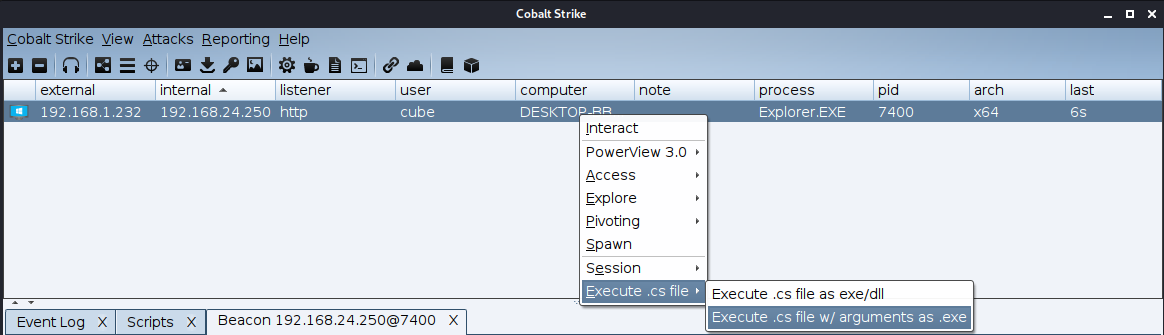 Cobalt Strike
Cobalt Strike View Attacks Reporting Help
external internal listener user computer note process pid arch last
192.168.1.232 192.168.24.250 http cube DESKTOP-BB Explorer.EXE 7400 x64 6s
Interact
PowerView 3.0
Access
Explore
Pivoting
Spawn
Session
Execute .cs file
Execute .cs file as exe/dll
Execute .cs file w/ arguments as .exe
Event Log X Scripts X Beacon 192.168.24.250@7400 X